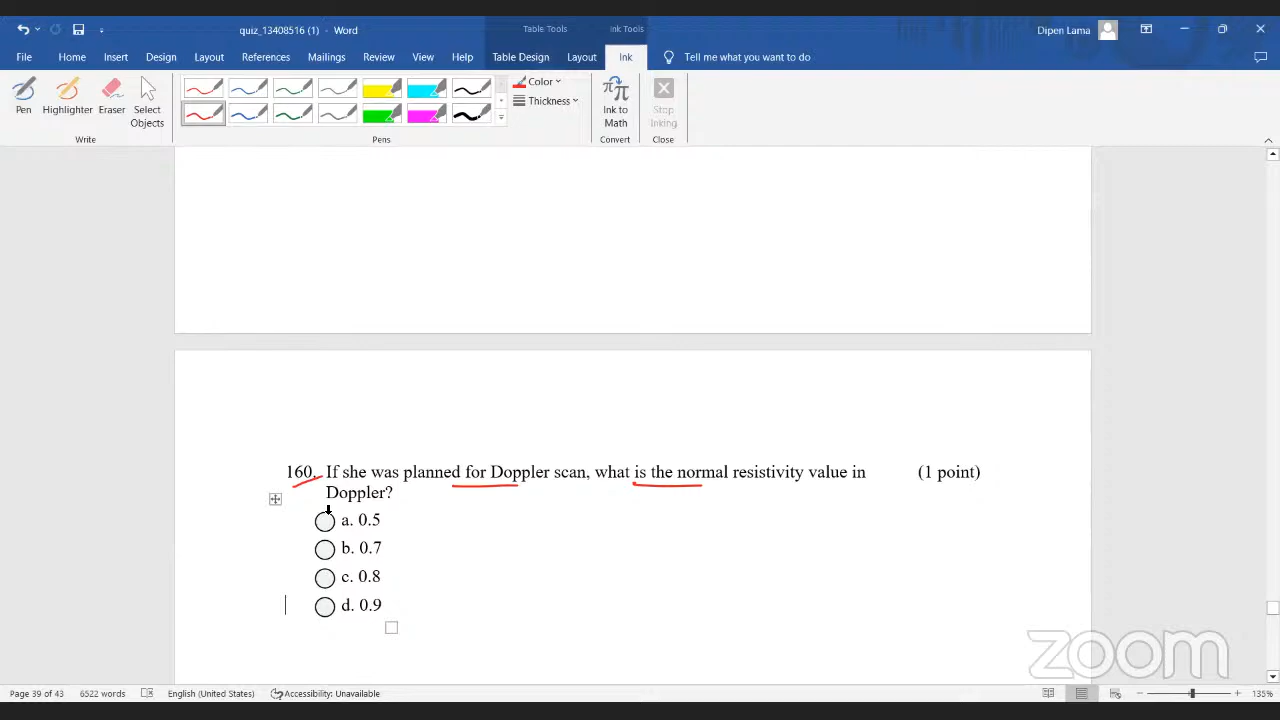 quiz_13408516 (1) - Word
Table Tools
Ink Tools
Dipen Lama
File Home Insert Design Layout References Mailings Review View Help Table Design Layout Ink Tell me what you want to do
Pen
Highlighter
Eraser
Select Objects
Color
Thickness
Ink to Math
Stop Inking
Write
Pens
Convert
Close
160. If she was planned for Doppler scan, what is the normal resistivity value in (1 point)
Doppler?
a. 0.5
b. 0.7
c. 0.8
d. 0.9
zoom
Page 39 of 43 6522 words English (United States) Accessibility: Unavailable 135%